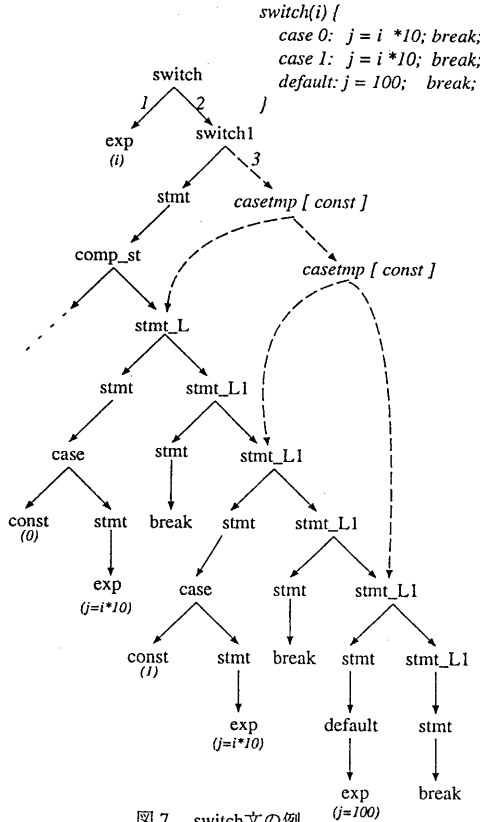 switch(i) {
case 0: j = i *10; break;
case 1: j = i *10; break;
default: j = 100; break;
}
switch
1 2
exp
(i)
switch1
3
stmt
casetmp [ const ]
comp_st
casetmp [ const ]
stmt_L
stmt stmt_L1
case stmt stmt_L1
const
(0)
stmt break stmt stmt_L1
exp
(j=i*10)
case stmt stmt_L1
const
(1)
stmt break stmt stmt_L1
exp
(j=i*10)
default stmt
exp
(j=100)
break
図7 switch文の例